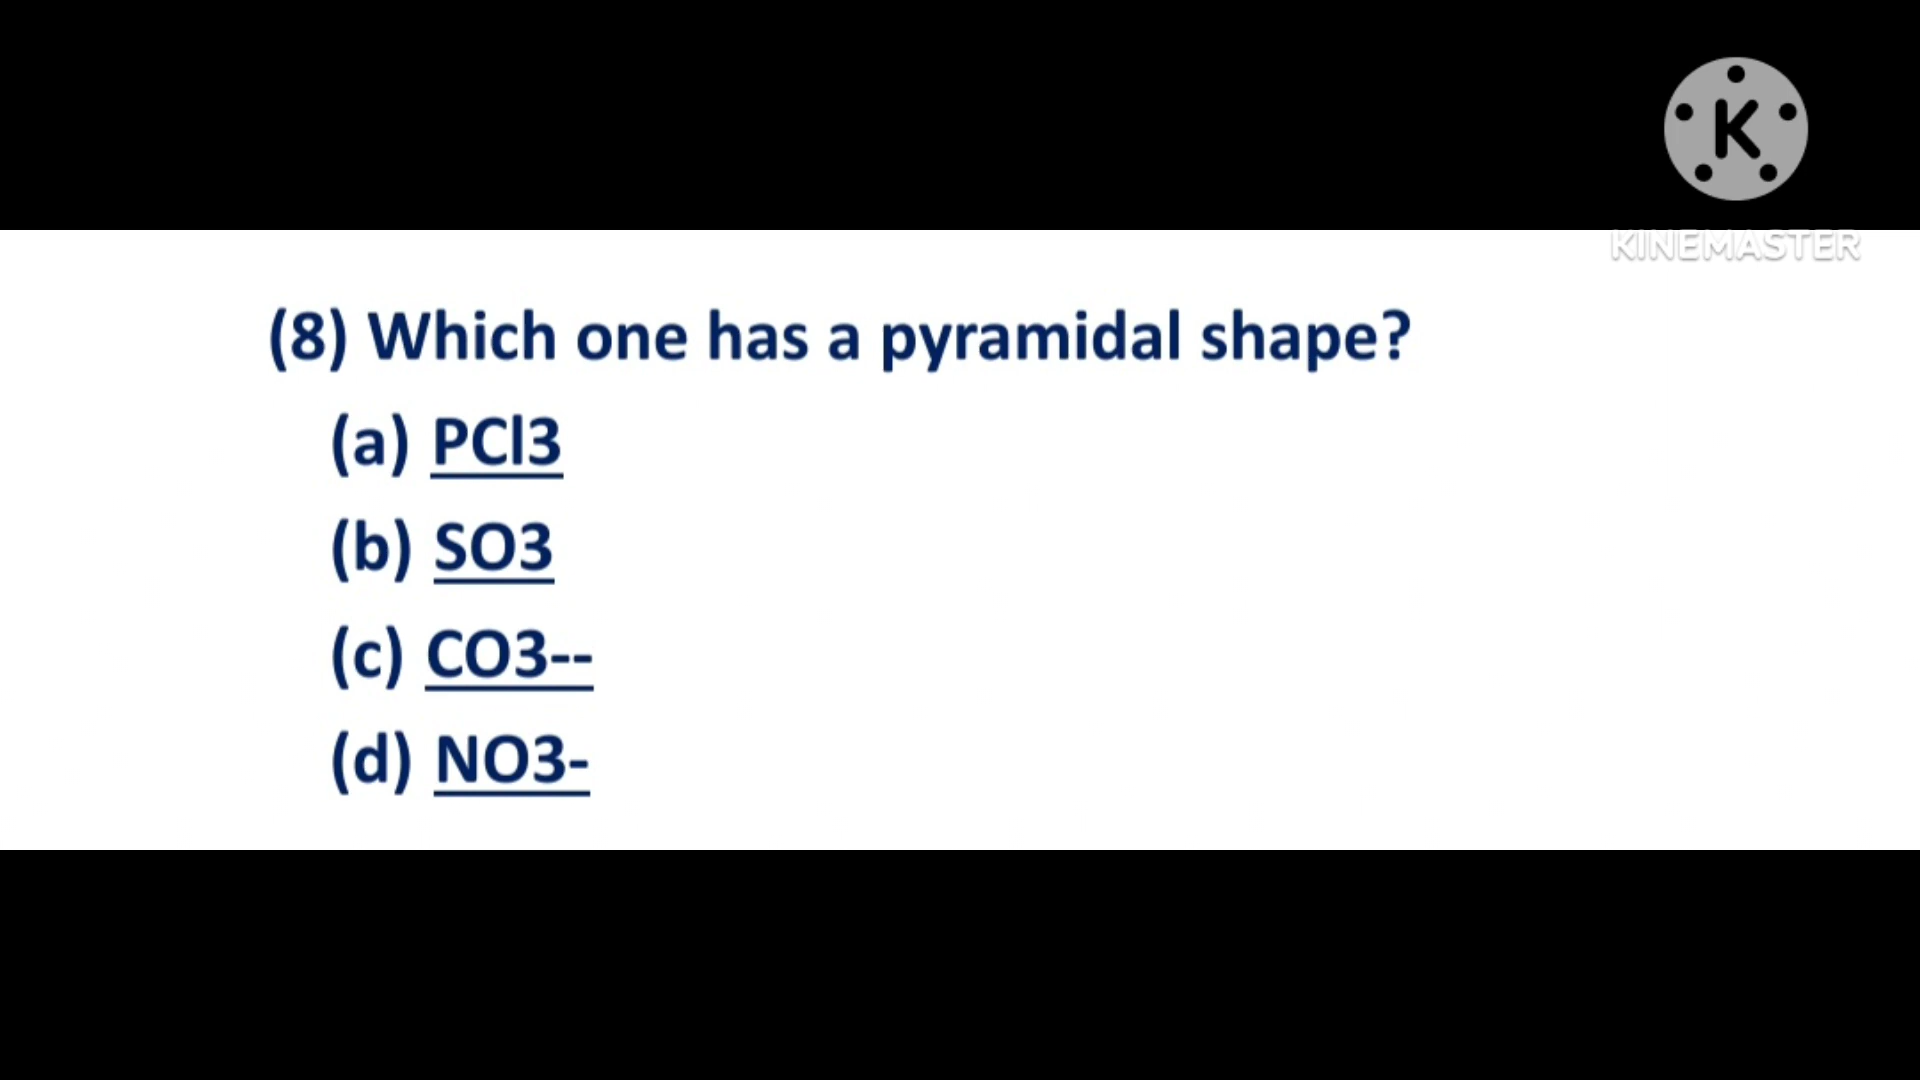 K
KINEMASTER
(8) Which one has a pyramidal shape?
(a) PCl3
(b) SO3
(c) CO3--
(d) NO3-